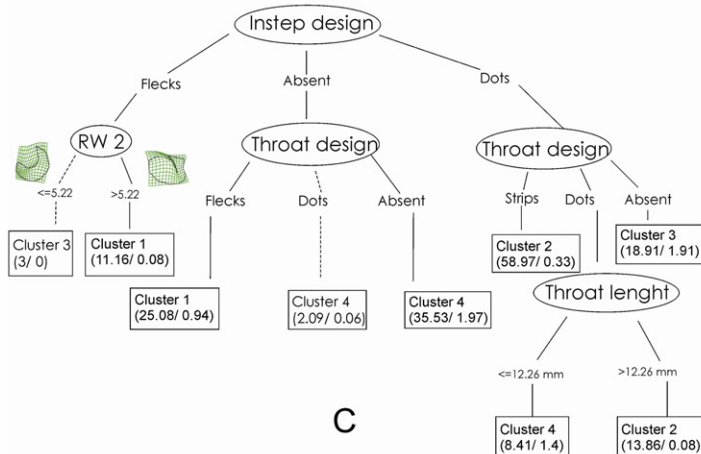 Instep design
Flecks
Absent
Dots
RW 2
Throat design
Throat design
<=5.22
>5.22
Flecks
Dots
Absent
Strips
Dots
Absent
Cluster 3
(3/ 0)
Cluster 1
(11.16/ 0.08)
Cluster 2
(58.97/ 0.33)
Cluster 3
(18.91/ 1.91)
Cluster 1
(25.08/ 0.94)
Cluster 4
(2.09/ 0.06)
Cluster 4
(35.53/ 1.97)
Throat lenght
<=12.26 mm
>12.26 mm
Cluster 4
(8.41/ 1.4)
Cluster 2
(13.86/ 0.08)
C